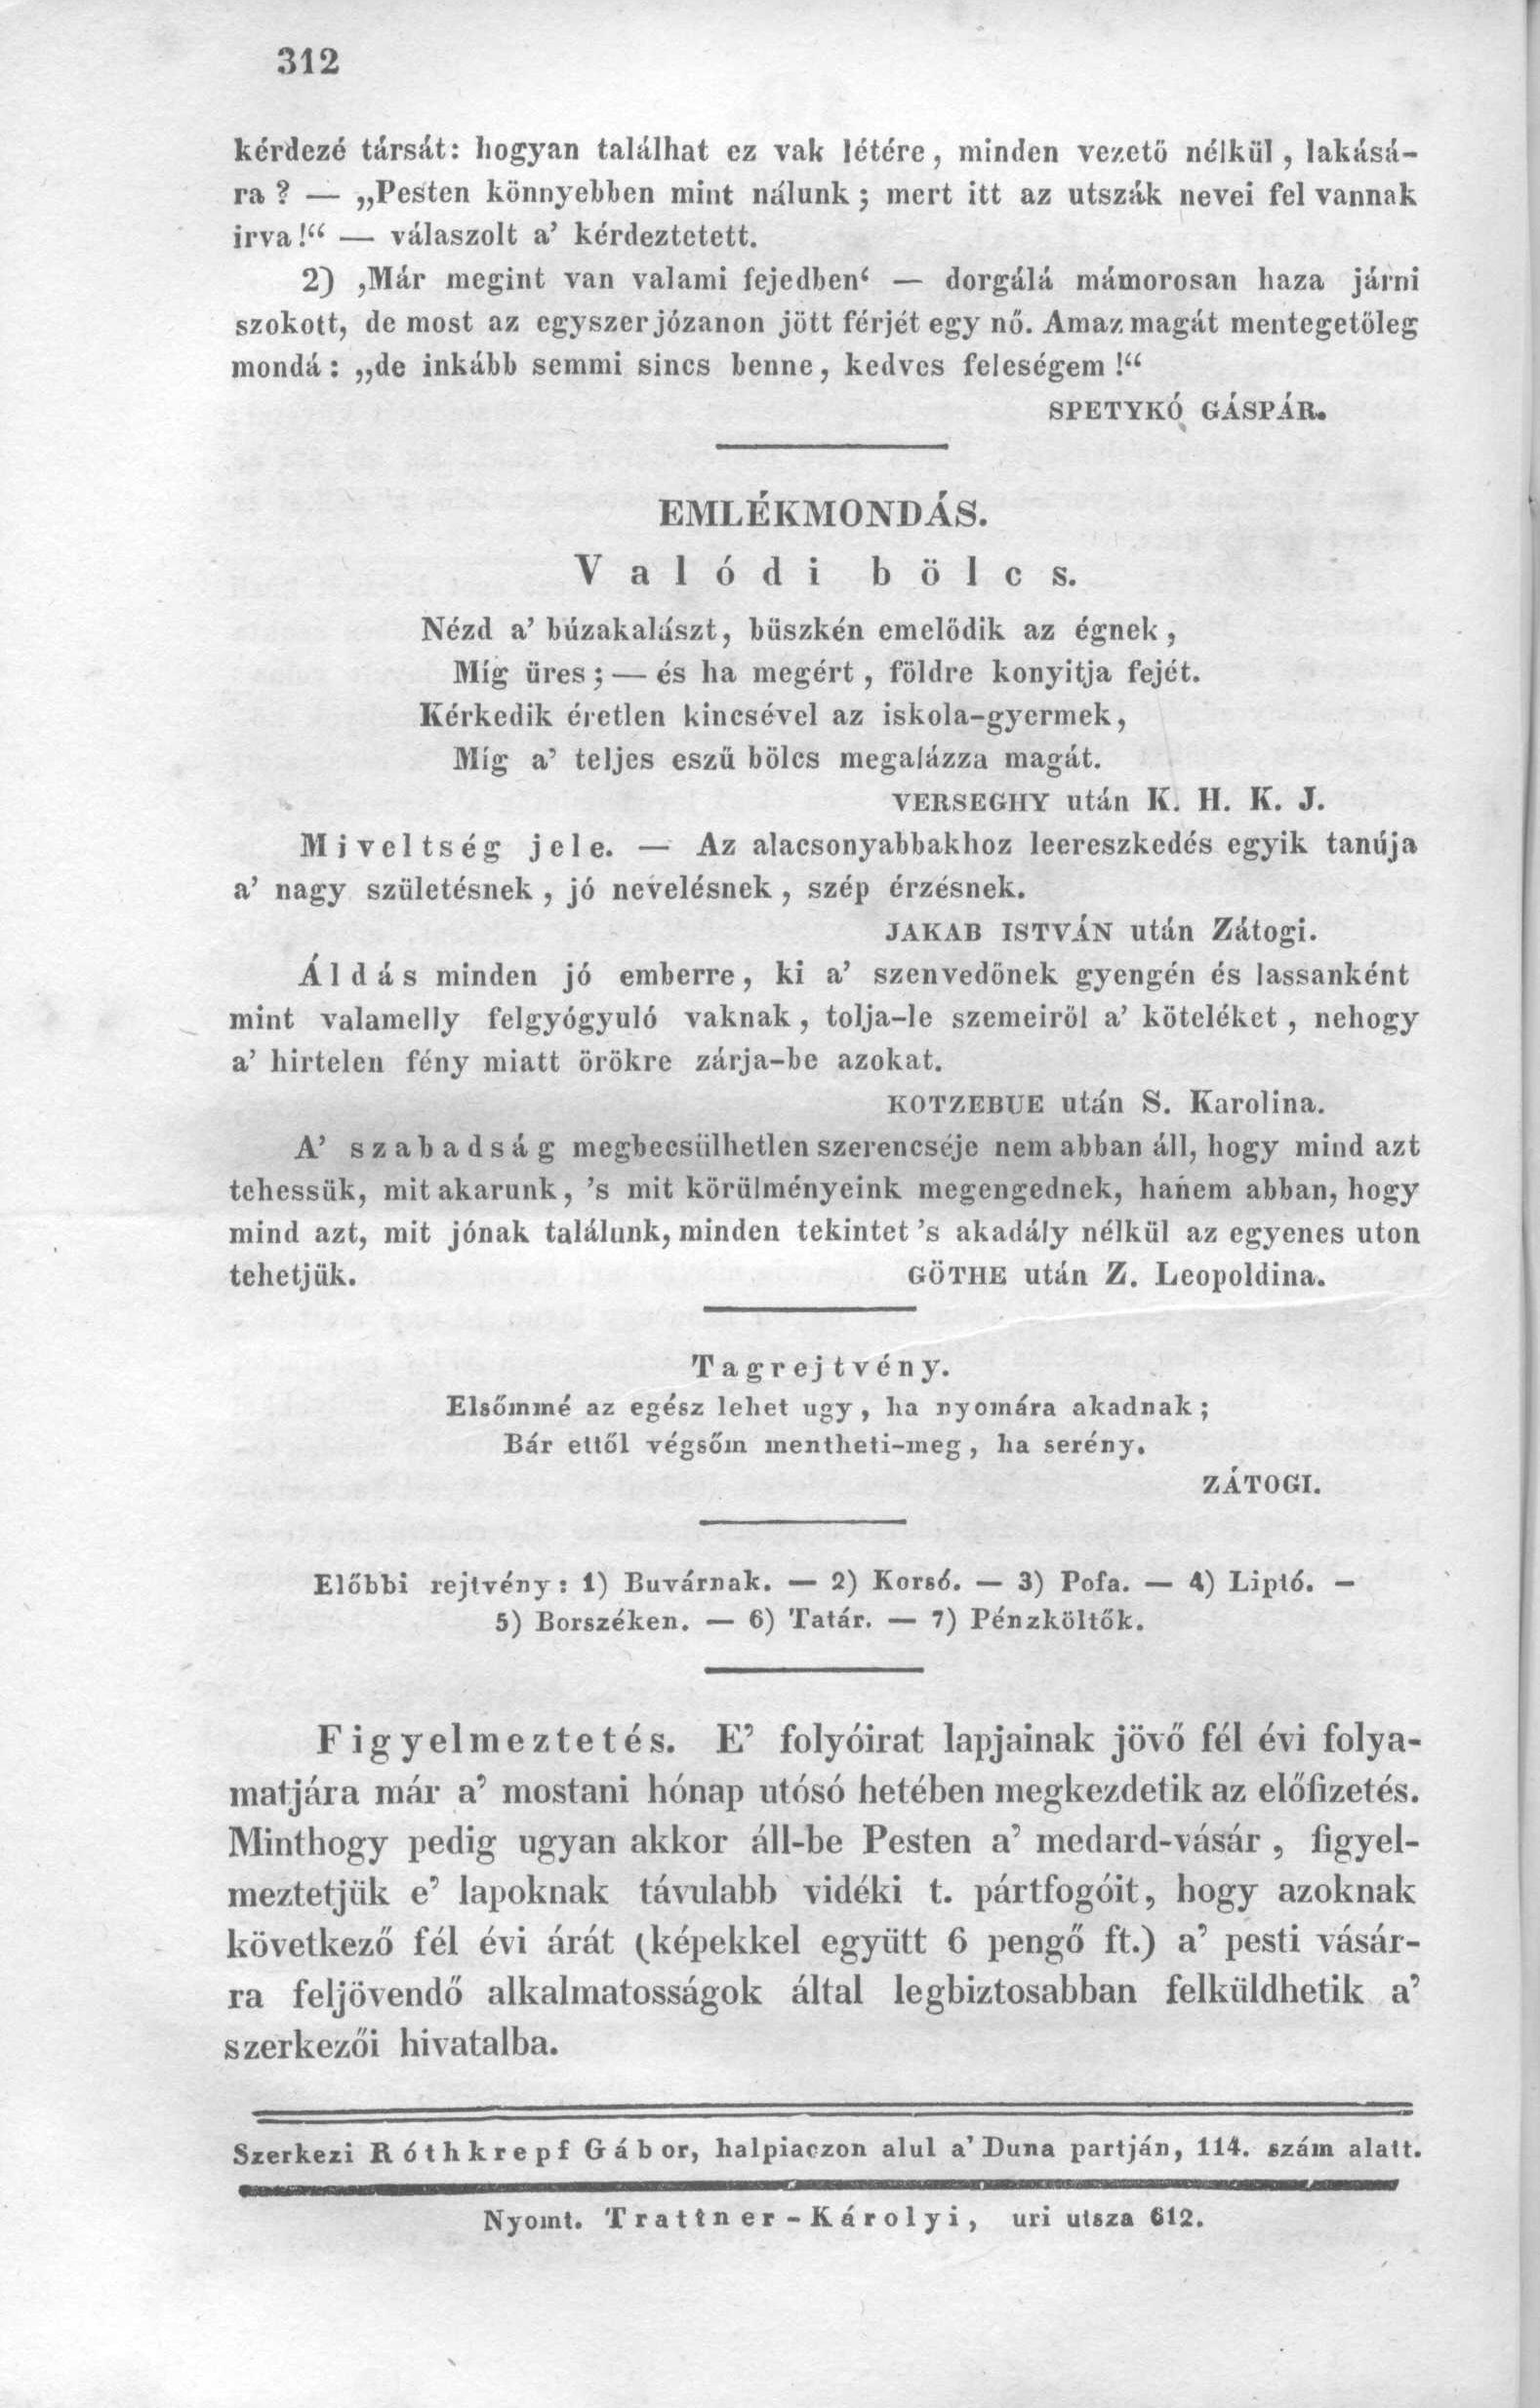 312
kérdezé társát: hogyan találhat ez vak létére, minden vezető nélkül, lakásá-
ra? — „Pesten könnyebben mint nálunk; mert itt az utszák nevei fel vannak
irva!“ — válaszolt a’ kérdeztetett.
2) ‚Már megint van valami fejedben‘ — dorgálá mámorosan haza járni
szokott, de most az egyszer józanon jött férjét egy nő. Amaz magát mentegetőleg
mondá: „de inkább semmi sincs benne, kedves feleségem!“
SPETYKÓ GÁSPÁR.
EMLÉKMONDÁS.
Valódi bölcs.
Nézd a’ búzakalászt, büszkén emelődik az égnek,
Míg üres; — és ha megért, földre konyitja fejét.
Kérkedik éretlen kincsével az iskola-gyermek,
Míg a’ teljes eszű bölcs megalázza magát.
VERSEGHY után K. H. K. J.
Miveltség jele. — Az alacsonyabbakhoz leereszkedés egyik tanúja
a’ nagy születésnek, jó nevelésnek, szép érzésnek.
JAKAB ISTVÁN után Zátogi.
Áldás minden jó emberre, ki a’ szenvedőnek gyengén és lassanként
mint valamelly felgyógyuló vaknak, tolja-le szemeiről a’ köteléket, nehogy
a’ hirtelen fény miatt örökre zárja-be azokat.
KOTZEBUE után S. Karolina.
A’ szabadság megbecsülhetlen szerencséje nem abban áll, hogy mind azt
tehessük, mit akarunk, ’s mit körülményeink megengednek, hanem abban, hogy
mind azt, mit jónak találunk, minden tekintet ’s akadály nélkül az egyenes uton
tehetjük. GÖTHE után Z. Leopoldina.
Tagrejtvény.
Elsőmmé az egész lehet ugy, ha nyomára akadnak;
Bár ettől végsőm mentheti-meg, ha serény.
ZÁTOGI.
Előbbi rejtvény: 1) Buvárnak. — 2) Korsó. — 3) Pofa. — 4) Liptó. —
5) Borszéken. — 6) Tatár. — 7) Pénzköltők.
Figyelmeztetés. E’ folyóirat lapjainak jövő fél évi folya-
matjára már a’ mostani hónap utósó hetében megkezdetik az előfizetés.
Minthogy pedig ugyan akkor áll-be Pesten a’ medard-vásár, figyel-
meztetjük e’ lapoknak távulabb vidéki t. pártfogóit, hogy azoknak
következő fél évi árát (képekkel együtt 6 pengő ft.) a’ pesti vásár-
ra feljövendő alkalmatosságok által legbiztosabban felküldhetik a’
szerkezői hivatalba.
Szerkezi Róthkrepf Gábor, halpiaczon alul a’ Duna partján, 114. szám alatt.
Nyomt. Trattner-Károlyi, uri utsza 612.